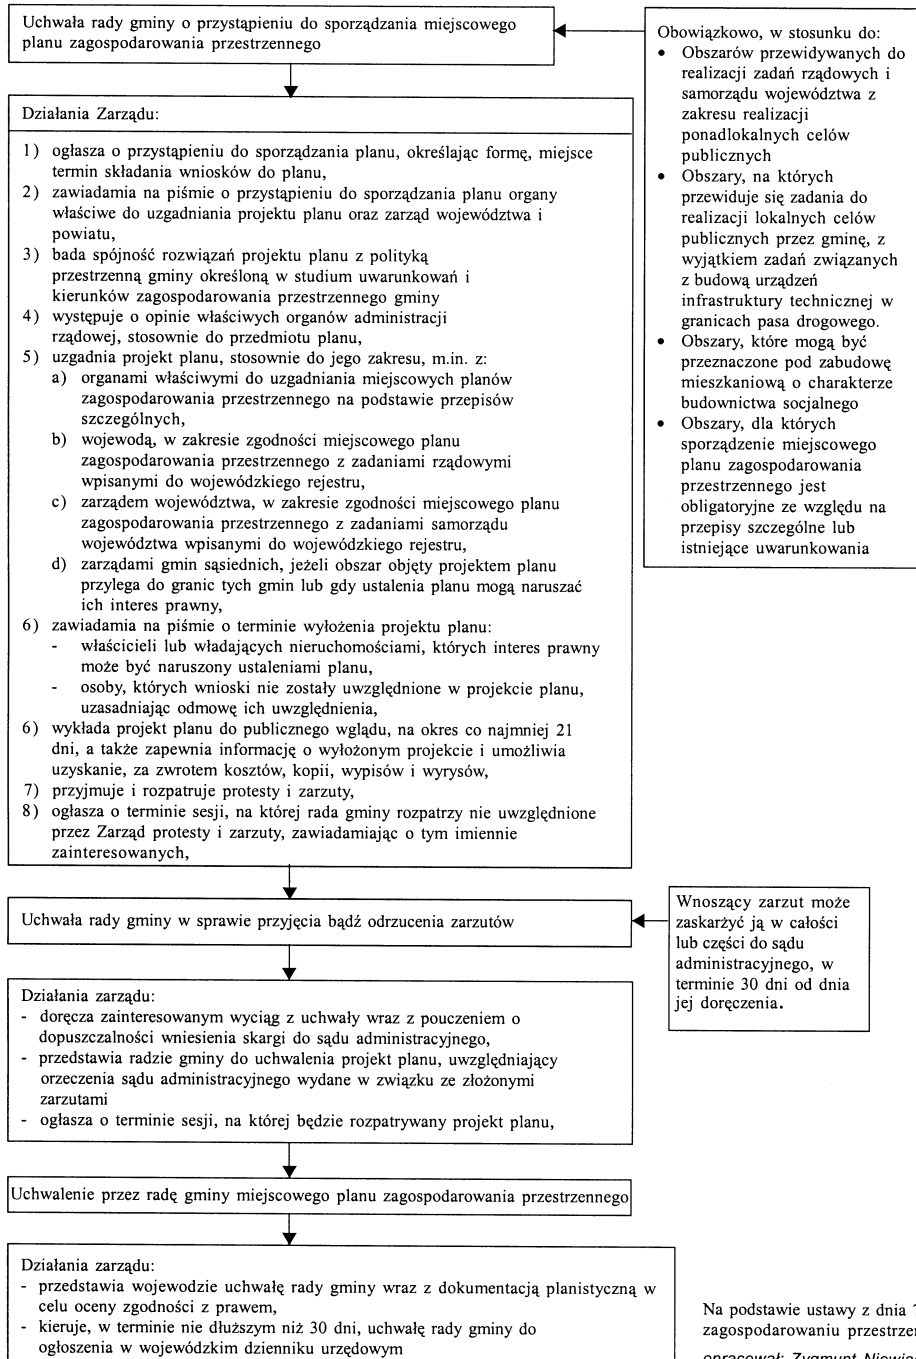 Uchwała rady gminy o przystąpieniu do sporządzania miejscowego
planu zagospodarowania przestrzennego
Obowiązkowo, w stosunku do:
• Obszarów przewidywanych do
realizacji zadań rządowych i
samorządu województwa z
zakresu realizacji
ponadlokalnych celów
publicznych
• Obszary, na których
przewiduje się zadania do
realizacji lokalnych celów
publicznych przez gminę, z
wyjątkiem zadań związanych
z budową urządzeń
infrastruktury technicznej w
granicach pasa drogowego.
• Obszary, które mogą być
przeznaczone pod zabudowę
mieszkaniową o charakterze
budownictwa socjalnego
• Obszary, dla których
sporządzenie miejscowego
planu zagospodarowania
przestrzennego jest
obligatoryjne ze względu na
przepisy szczególne lub
istniejące uwarunkowania
Działania Zarządu:
1) ogłasza o przystąpieniu do sporządzania planu, określając formę, miejsce
termin składania wniosków do planu,
2) zawiadamia na piśmie o przystąpieniu do sporządzania planu organy
właściwe do uzgadniania projektu planu oraz zarząd województwa i
powiatu,
3) bada spójność rozwiązań projektu planu z polityką
przestrzenną gminy określoną w studium uwarunkowań i
kierunków zagospodarowania przestrzennego gminy
4) występuje o opinie właściwych organów administracji
rządowej, stosownie do przedmiotu planu,
5) uzgadnia projekt planu, stosownie do jego zakresu, m.in. z:
a) organami właściwymi do uzgadniania miejscowych planów
zagospodarowania przestrzennego na podstawie przepisów
szczególnych,
b) wojewodą, w zakresie zgodności miejscowego planu
zagospodarowania przestrzennego z zadaniami rządowymi
wpisanymi do wojewódzkiego rejestru,
c) zarządem województwa, w zakresie zgodności miejscowego planu
zagospodarowania przestrzennego z zadaniami samorządu
województwa wpisanymi do wojewódzkiego rejestru,
d) zarządami gmin sąsiednich, jeżeli obszar objęty projektem planu
przylega do granic tych gmin lub gdy ustalenia planu mogą naruszać
ich interes prawny,
6) zawiadamia na piśmie o terminie wyłożenia projektu planu:
- właścicieli lub władających nieruchomościami, których interes prawny
może być naruszony ustaleniami planu,
- osoby, których wnioski nie zostały uwzględnione w projekcie planu,
uzasadniając odmowę ich uwzględnienia,
6) wykłada projekt planu do publicznego wglądu, na okres co najmniej 21
dni, a także zapewnia informację o wyłożonym projekcie i umożliwia
uzyskanie, za zwrotem kosztów, kopii, wypisów i wyrysów,
7) przyjmuje i rozpatruje protesty i zarzuty,
8) ogłasza o terminie sesji, na której rada gminy rozpatrzy nie uwzględnione
przez Zarząd protesty i zarzuty, zawiadamiając o tym imiennie
zainteresowanych,
Uchwała rady gminy w sprawie przyjęcia bądź odrzucenia zarzutów
Wnoszący zarzut może
zaskarżyć ją w całości
lub części do sądu
administracyjnego, w
terminie 30 dni od dnia
jej doręczenia.
Działania zarządu:
- doręcza zainteresowanym wyciąg z uchwały wraz z pouczeniem o
dopuszczalności wniesienia skargi do sądu administracyjnego,
- przedstawia radzie gminy do uchwalenia projekt planu, uwzględniający
orzeczenia sądu administracyjnego wydane w związku ze złożonymi
zarzutami
- ogłasza o terminie sesji, na której będzie rozpatrywany projekt planu,
Uchwalenie przez radę gminy miejscowego planu zagospodarowania przestrzennego
Działania zarządu:
- przedstawia wojewodzie uchwałę rady gminy wraz z dokumentacją planistyczną w
celu oceny zgodności z prawem,
- kieruje, w terminie nie dłuższym niż 30 dni, uchwałę rady gminy do
ogłoszenia w wojewódzkim dzienniku urzędowym
Na podstawie ustawy z dnia
zagospodarowaniu
opracował: Zygmunt